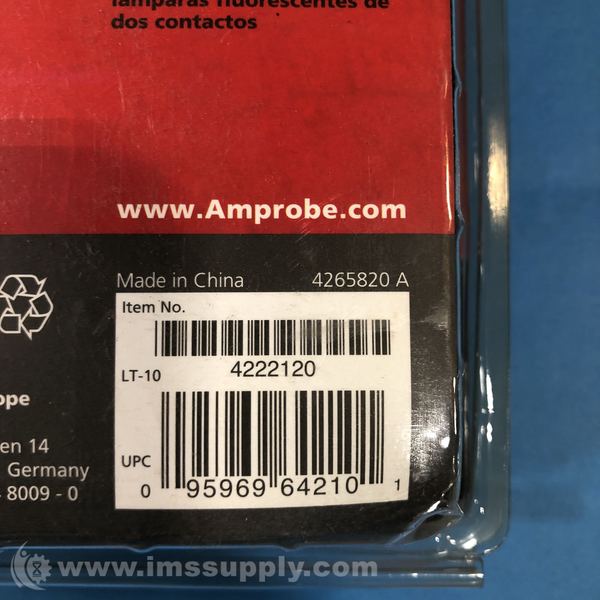 lámparas fluorescentes de
dos contactos
www.Amprobe.com
Made in China 4265820 A
Item No.
LT-10 4222120
ope
en 14
Germany
8009 - 0
UPC 0 95969 64210 1
www.imssupply.com